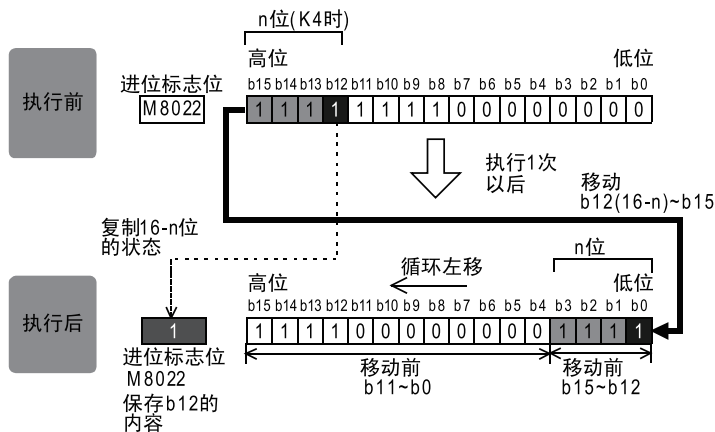 n位(K4时)
高位 低位
执行前
进位标志位
M8022
b15 b14 b13 b12 b11 b10 b9 b8 b7 b6 b5 b4 b3 b2 b1 b0
1 1 1 1 1 1 1 1 0 0 0 0 0 0 0 0
执行1次
以后
移动
b12(16-n)~b15
复制16-n位
的状态
n位
循环左移
高位 低位
执行后
b15 b14 b13 b12 b11 b10 b9 b8 b7 b6 b5 b4 b3 b2 b1 b0
1
1 1 1 1 0 0 0 0 0 0 0 0 1 1 1 1
进位标志位
M8022
保存b12的
内容
移动前
b11~b0
移动前
b15~b12